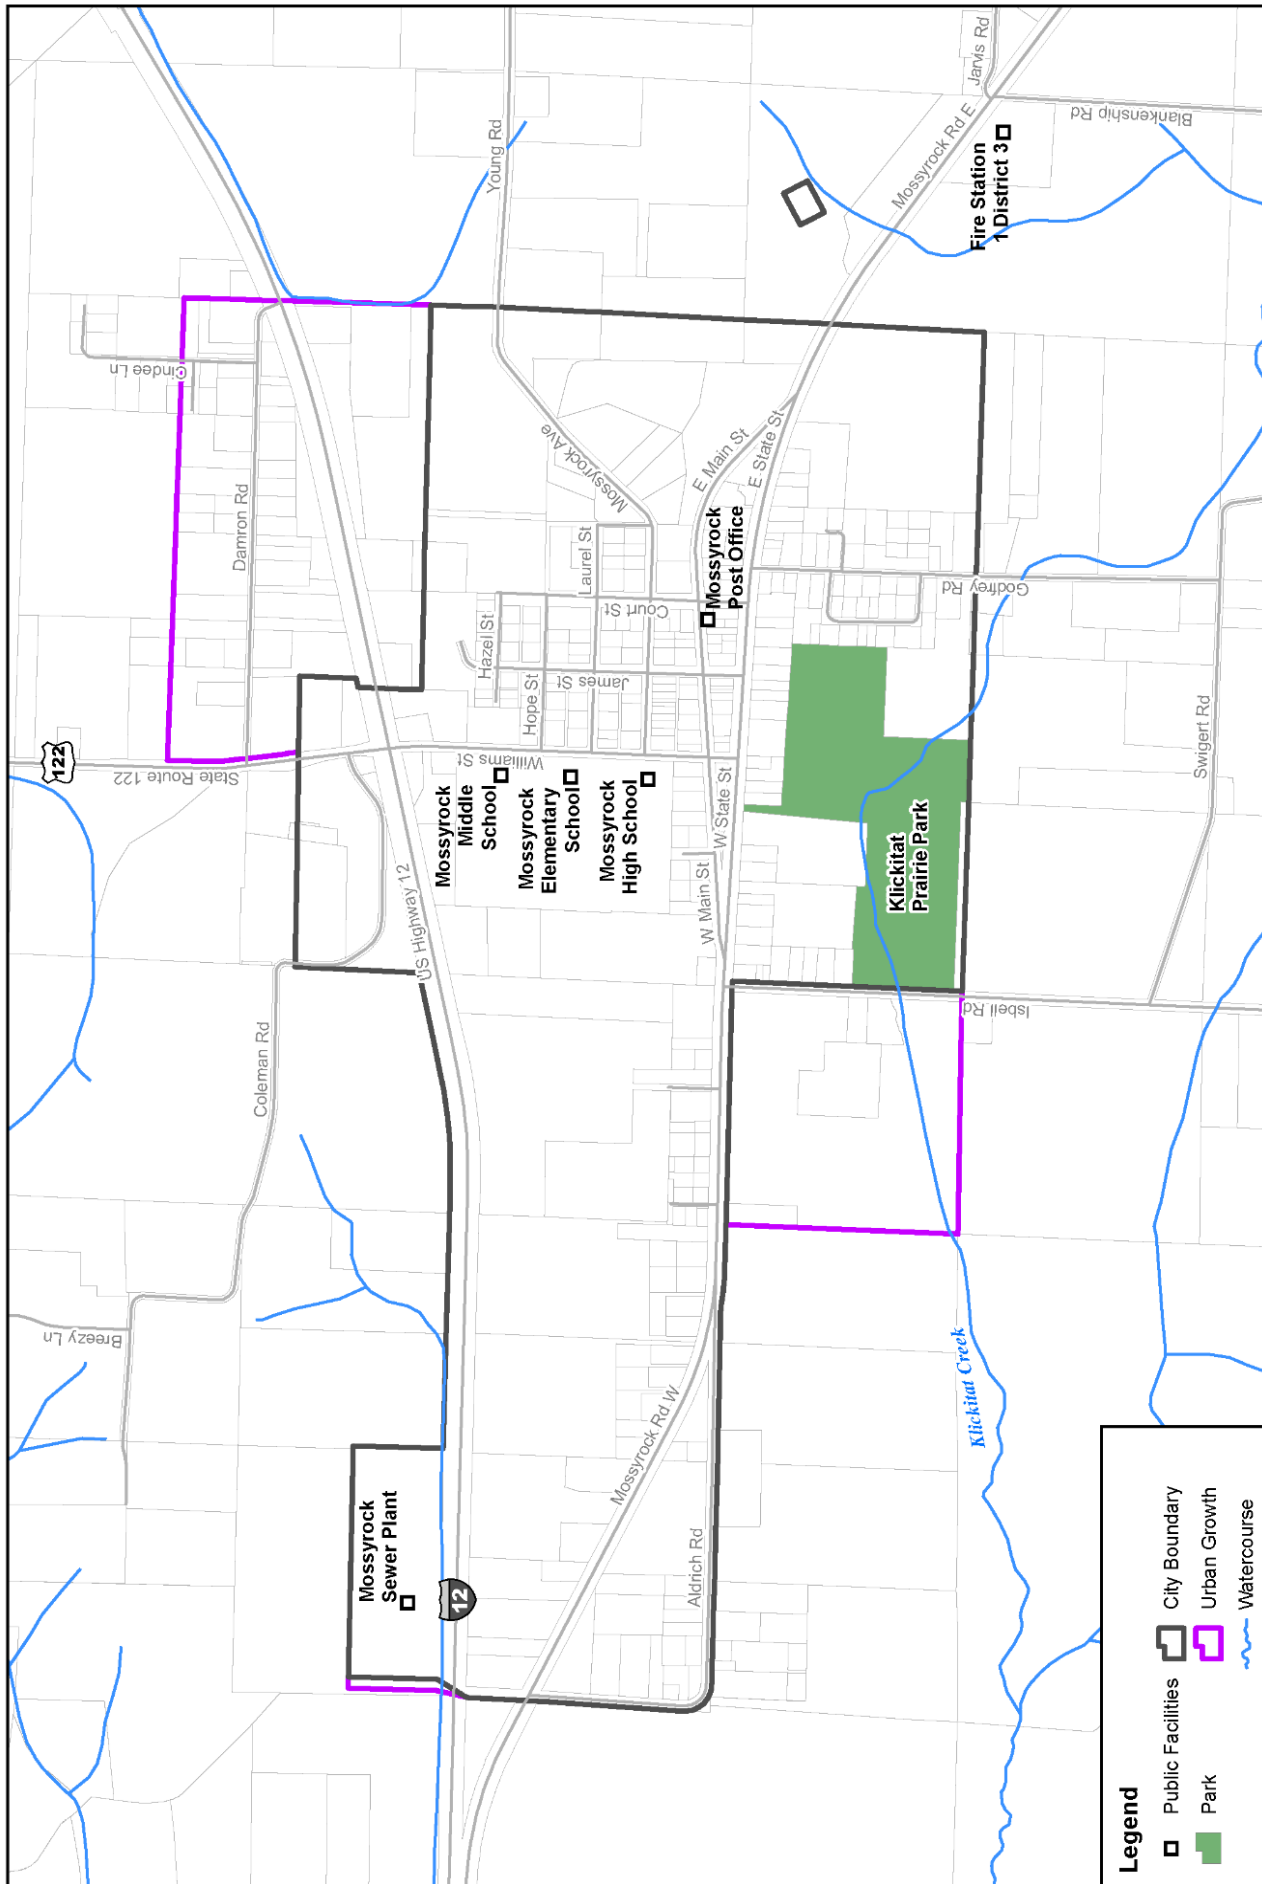 122
State Route 122
Cindee Ln
Damron Rd
Young Rd
Jarvis Rd
Blankenship Rd
Mossyrock Rd E
Fire Station
1 District 3
Breezy Ln
Coleman Rd
US Highway 12
Williams St
Mossyrock
Middle
School
Mossyrock
Elementary
School
Mossyrock
High School
Hazel St
Hope St
James St
Laurel St
Court St
Mossyrock Ave
E Main St
E State St
Mossyrock
Post Office
Mossyrock
Sewer Plant
12
Mossyrock Rd W
Aldrich Rd
W Main St
W State St
Klickitat
Prairie Park
Godfrey Rd
Isbell Rd
Swigert Rd
Klickitat Creek
Legend
Public Facilities
City Boundary
Park
Urban Growth
Watercourse